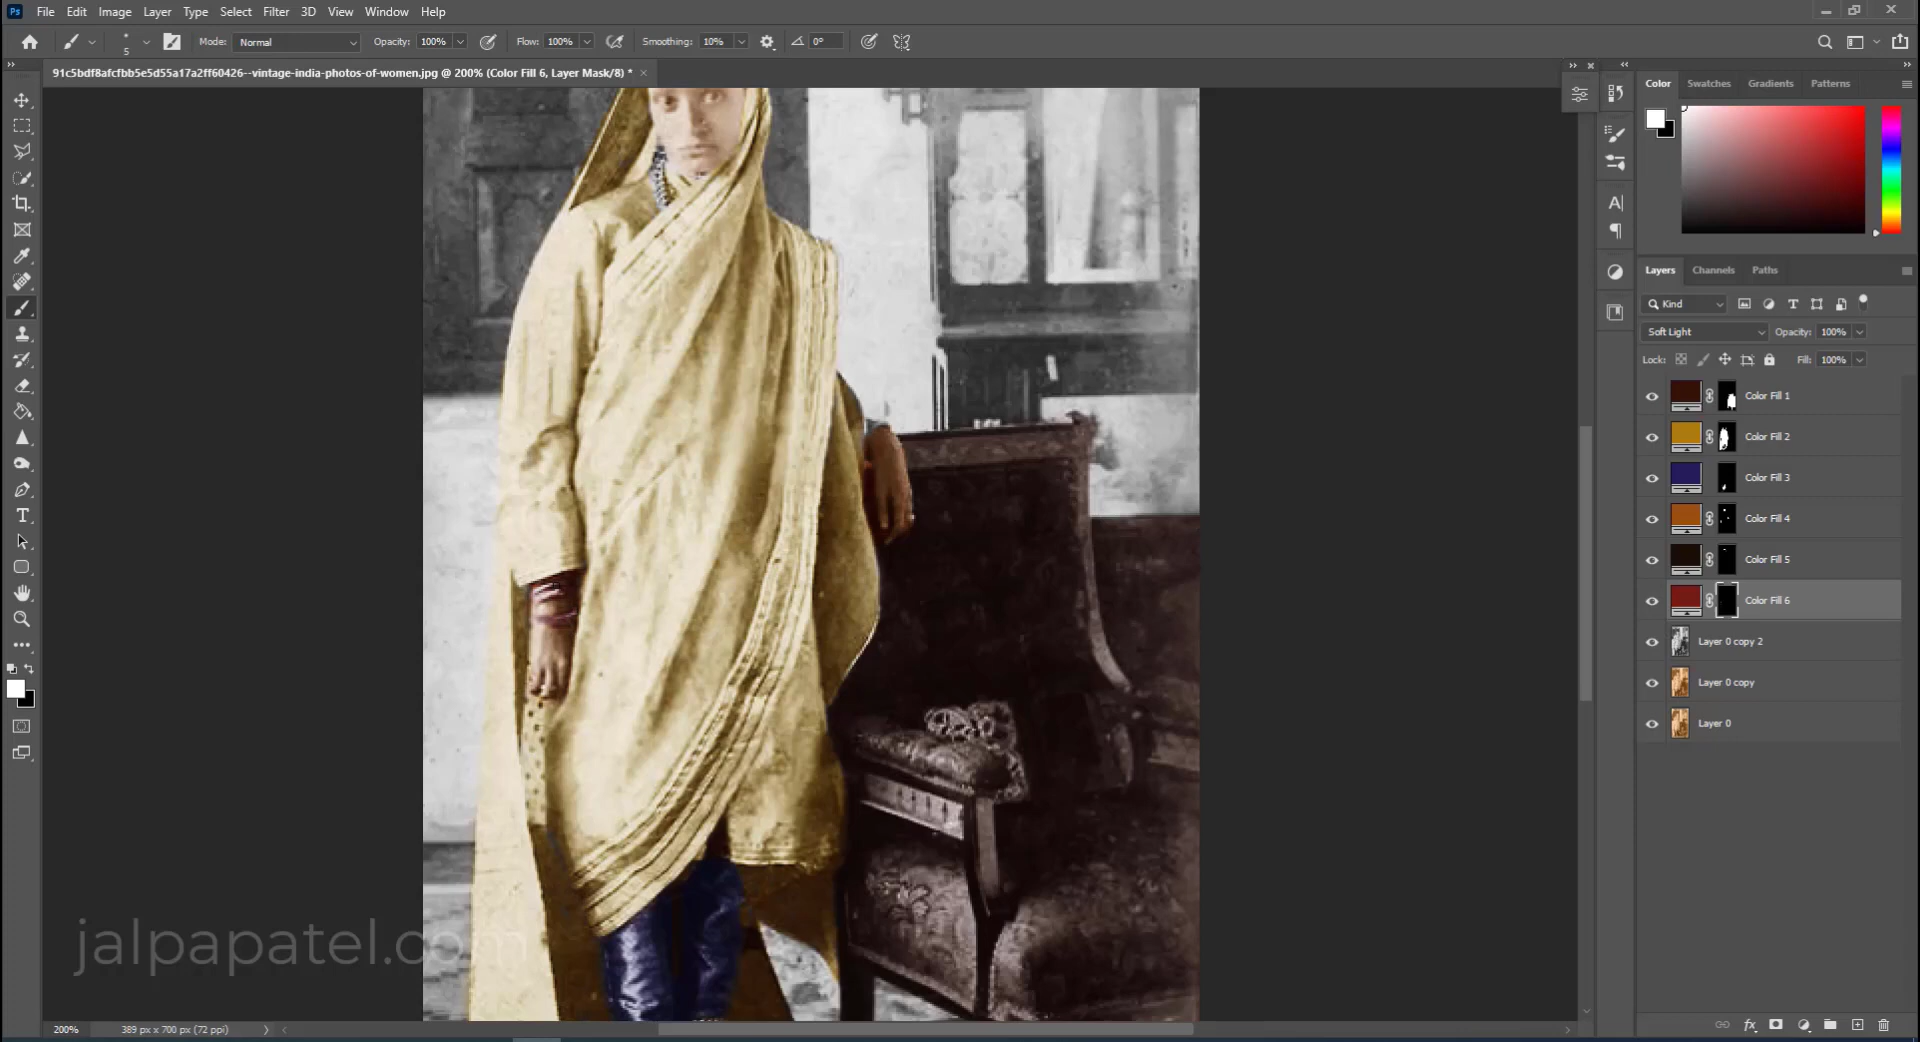 Ps File Edit Image Layer Type Select Filter 3D View Window Help
5 Mode: Normal Opacity: 100% Flow: 100% Smoothing: 10% 0°
91c5bdf8afcfbb5e5d55a17a2ff60426--vintage-india-photos-of-women.jpg @ 200% (Color Fill 6, Layer Mask/8) * ×
Color Swatches Gradients Patterns
Layers Channels Paths
Kind
Soft Light Opacity: 100%
Lock: Fill: 100%
Color Fill 1
Color Fill 2
Color Fill 3
Color Fill 4
Color Fill 5
Color Fill 6
Layer 0 copy 2
Layer 0 copy
Layer 0
jalpapatel.com
200% 389 px x 700 px (72 ppi)